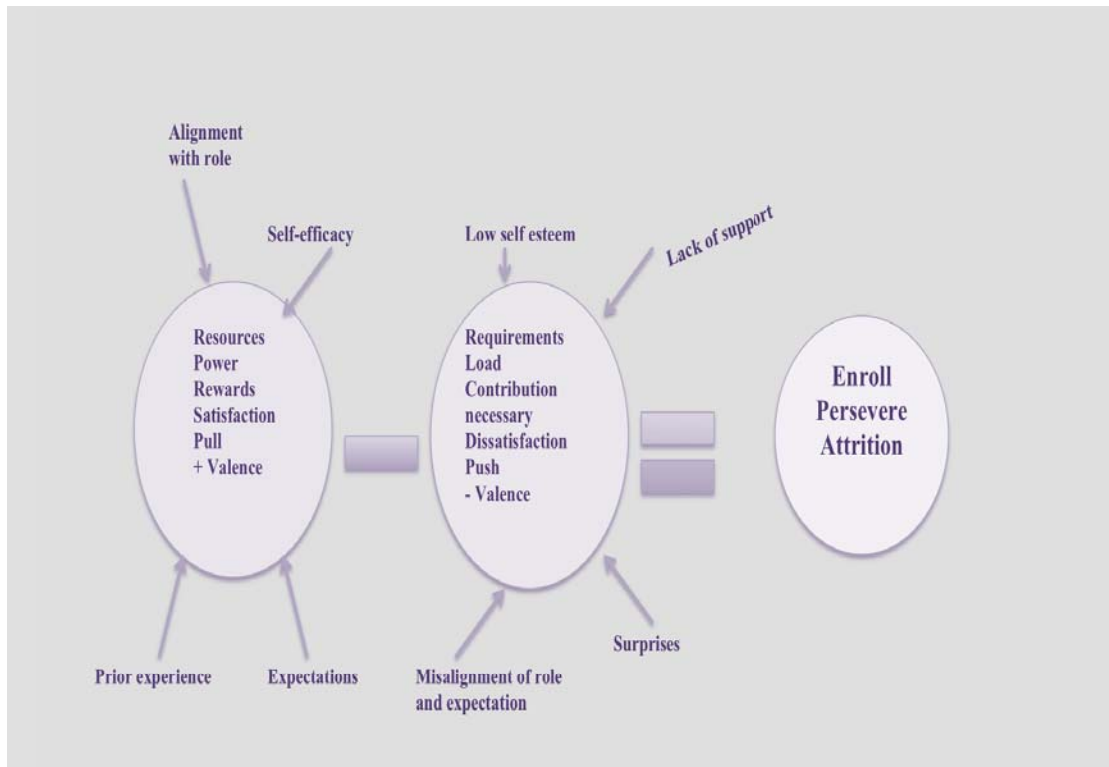 Alignment
with role
Self-efficacy
Low self esteem
Lack of support
Resources
Power
Rewards
Satisfaction
Pull
+ Valence
Requirements
Load
Contribution
necessary
Dissatisfaction
Push
- Valence
Enroll
Persevere
Attrition
Prior experience
Expectations
Misalignment of role
and expectation
Surprises